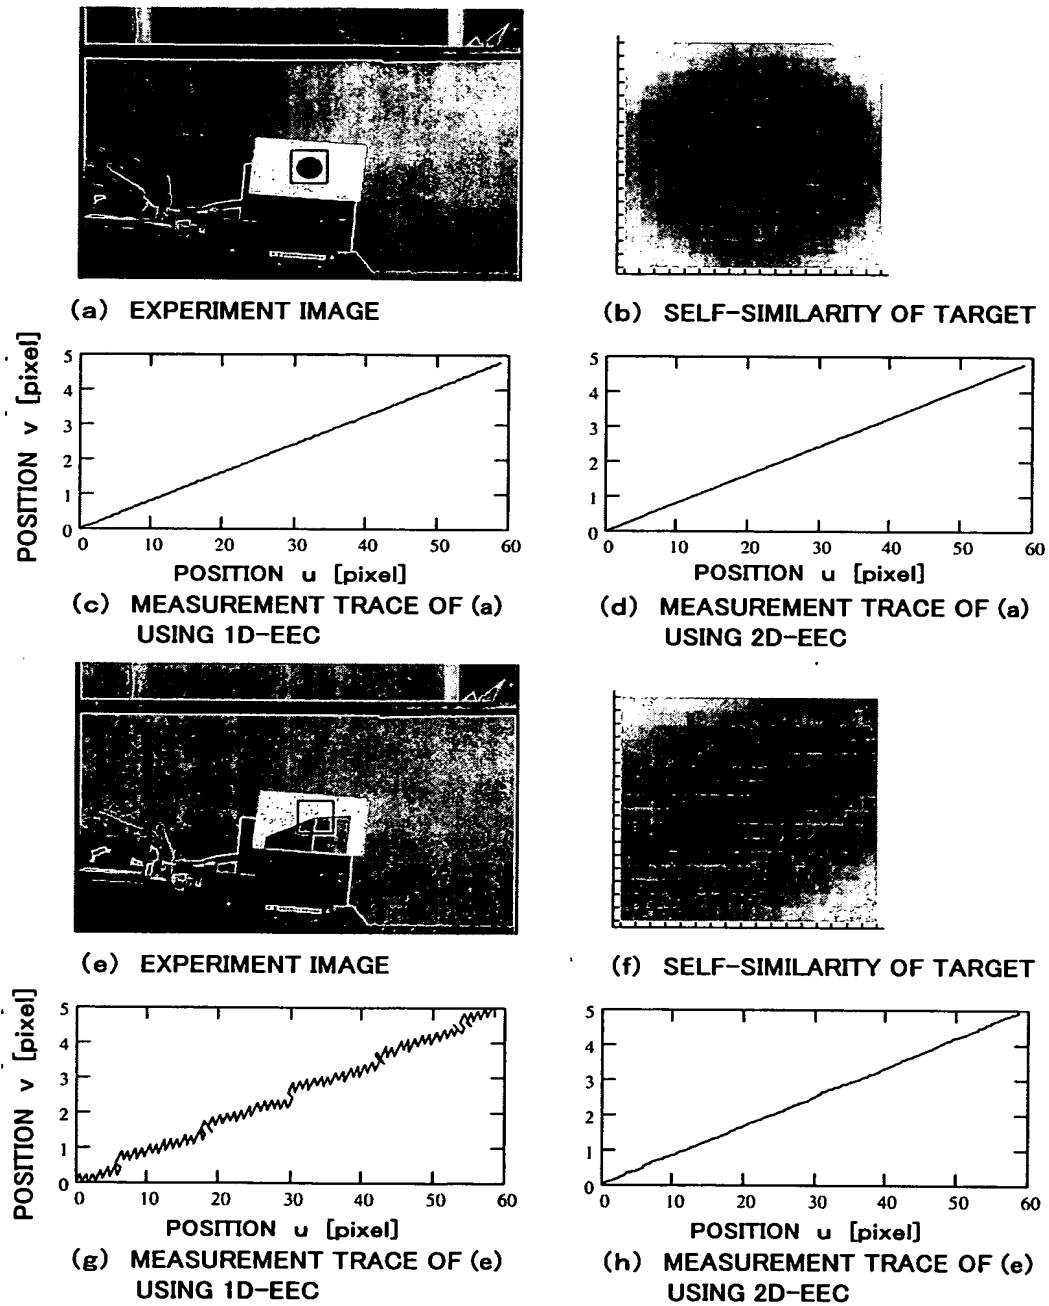 (a) EXPERIMENT IMAGE
(b) SELF-SIMILARITY OF TARGET
POSITION v [pixel]
5
4
3
2
1
0
0 10 20 30 40 50 60
POSITION u [pixel]
(c) MEASUREMENT TRACE OF (a)
USING 1D-EEC
5
4
3
2
1
0
0 10 20 30 40 50 60
POSITION u [pixel]
(d) MEASUREMENT TRACE OF (a)
USING 2D-EEC
(e) EXPERIMENT IMAGE
(f) SELF-SIMILARITY OF TARGET
POSITION v [pixel]
5
4
3
2
1
0
0 10 20 30 40 50 60
POSITION u [pixel]
(g) MEASUREMENT TRACE OF (e)
USING 1D-EEC
5
4
3
2
1
0
0 10 20 30 40 50 60
POSITION u [pixel]
(h) MEASUREMENT TRACE OF (e)
USING 2D-EEC